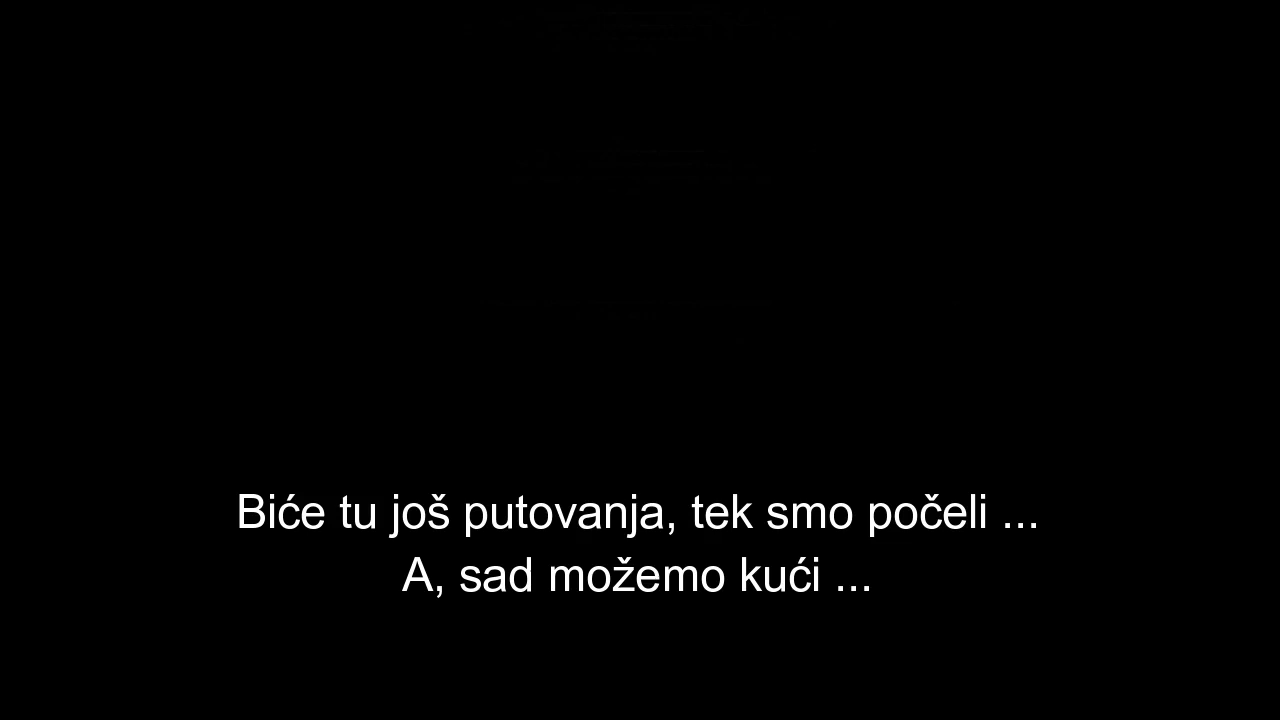 Biće tu još putovanja, tek smo počeli ...
A, sad možemo kući ...